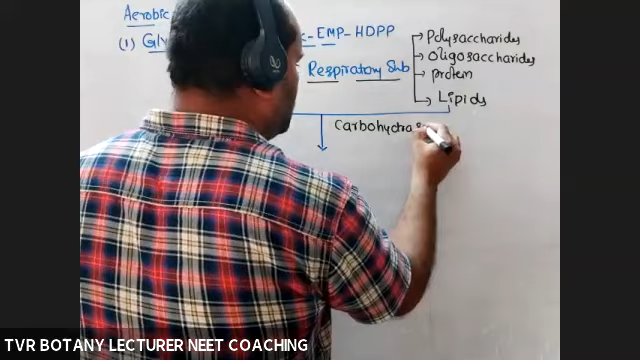 Aerobic
(1) Gly - EMP - HDPP
Respiratory Sub
Polysaccharides
Oligosaccharides
protein
Lipids
Carbohydra
TVR BOTANY LECTURER NEET COACHING